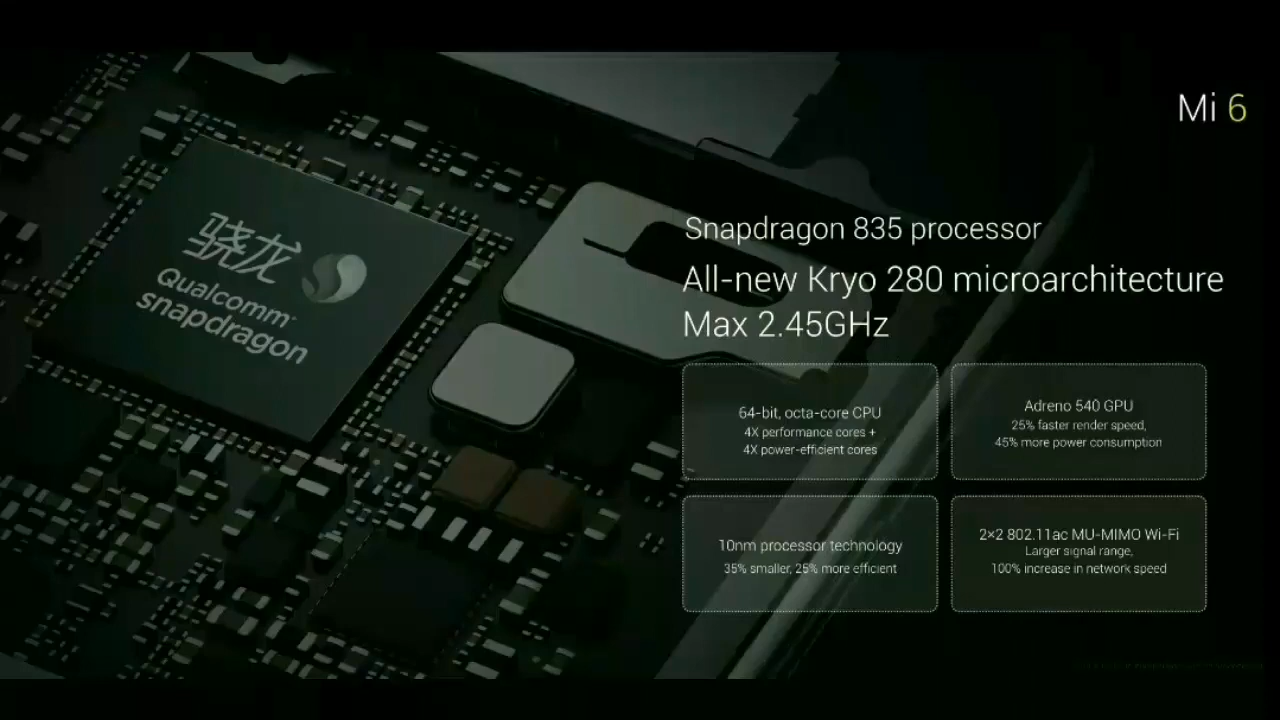 Mi 6
骁龙
Qualcomm
snapdragon
Snapdragon 835 processor
All-new Kryo 280 microarchitecture
Max 2.45GHz
64-bit, octa-core CPU
4X performance cores +
4X power-efficient cores
Adreno 540 GPU
25% faster render speed,
45% more power consumption
10nm processor technology
35% smaller, 25% more efficient
2×2 802.11ac MU-MIMO Wi-Fi
Larger signal range,
100% increase in network speed